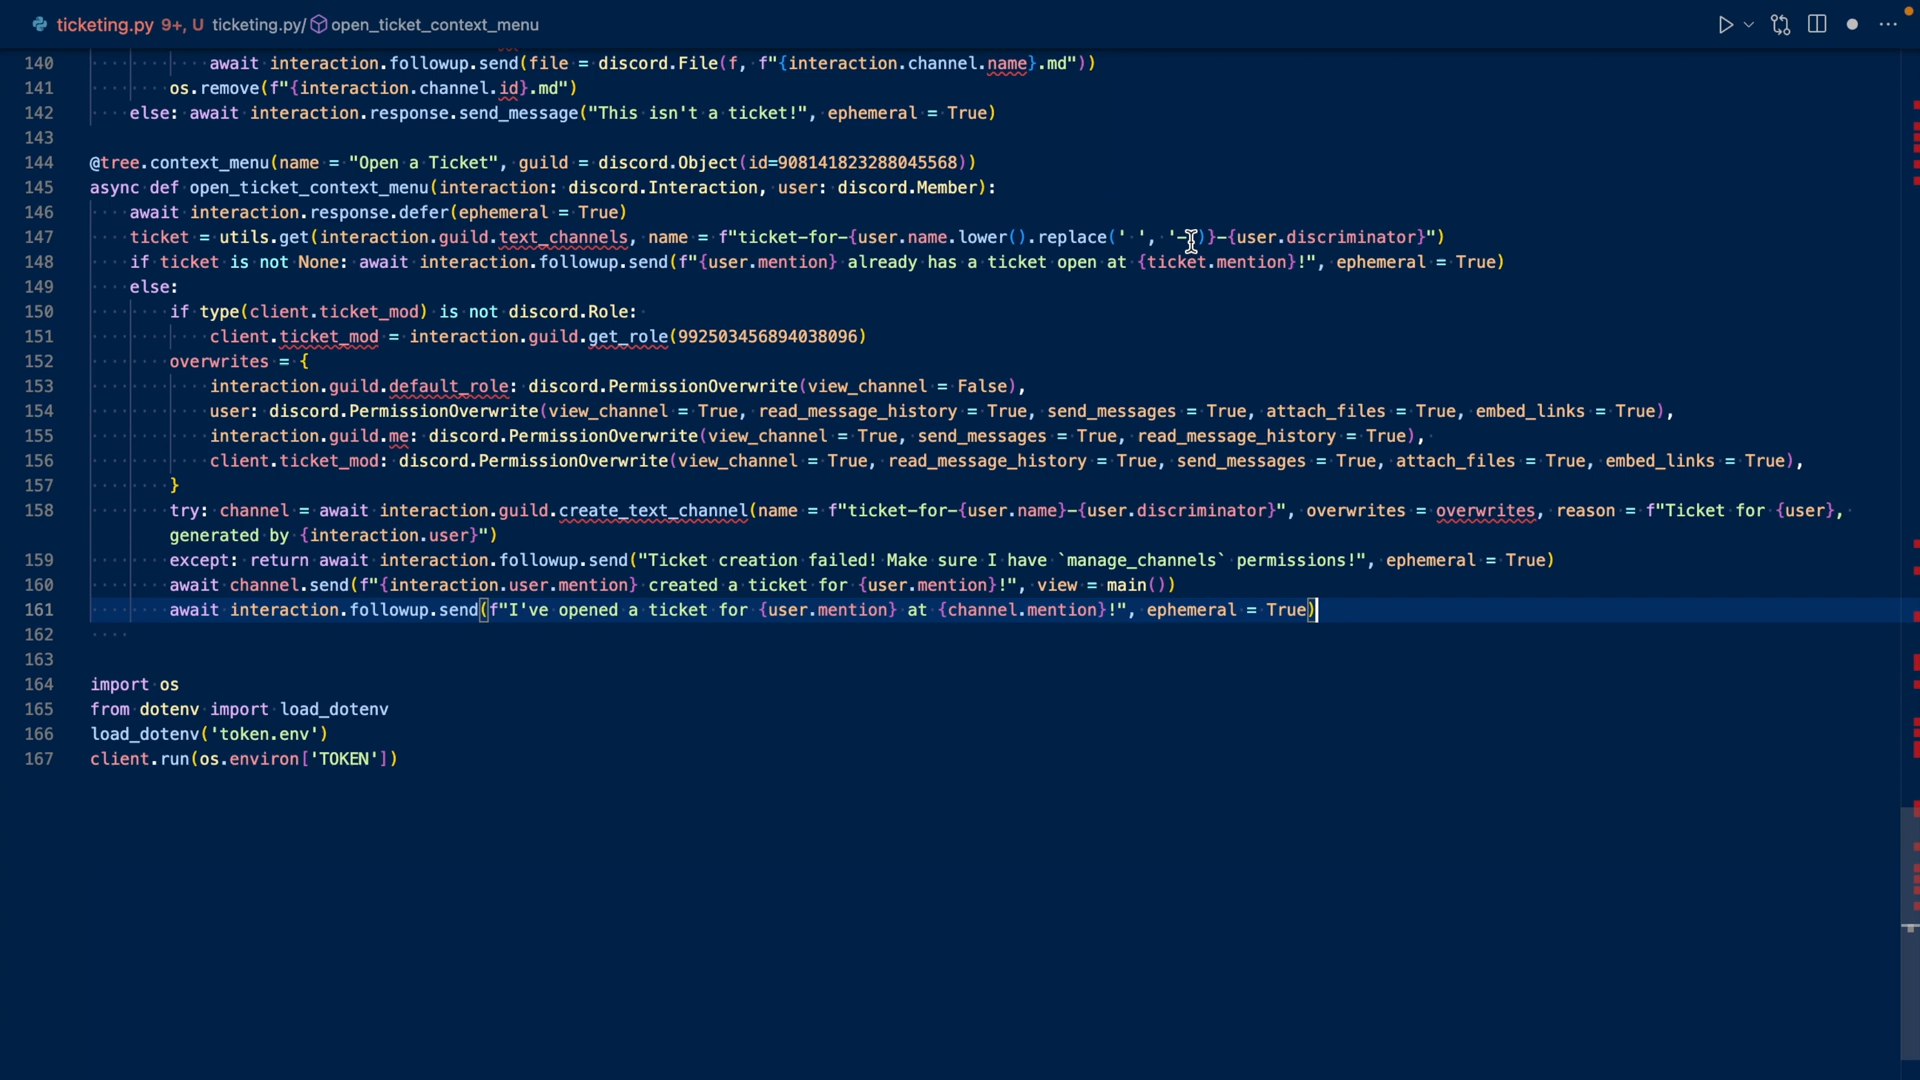 ticketing.py 9+, U ticketing.py/ open_ticket_context_menu
140 await interaction.followup.send(file = discord.File(f, f"{interaction.channel.name}.md"))
141 os.remove(f"{interaction.channel.id}.md")
142 else: await interaction.response.send_message("This isn't a ticket!", ephemeral = True)
143
144 @tree.context_menu(name = "Open a Ticket", guild = discord.Object(id=908141823288045568))
145 async def open_ticket_context_menu(interaction: discord.Interaction, user: discord.Member):
146 await interaction.response.defer(ephemeral = True)
147 ticket = utils.get(interaction.guild.text_channels, name = f"ticket-for-{user.name.lower().replace(' ', '-')}-{user.discriminator}")
148 if ticket is not None: await interaction.followup.send(f"{user.mention} already has a ticket open at {ticket.mention}!", ephemeral = True)
149 else:
150 if type(client.ticket_mod) is not discord.Role:
151 client.ticket_mod = interaction.guild.get_role(992503456894038096)
152 overwrites = {
153 interaction.guild.default_role: discord.PermissionOverwrite(view_channel = False),
154 user: discord.PermissionOverwrite(view_channel = True, read_message_history = True, send_messages = True, attach_files = True, embed_links = True),
155 interaction.guild.me: discord.PermissionOverwrite(view_channel = True, send_messages = True, read_message_history = True),
156 client.ticket_mod: discord.PermissionOverwrite(view_channel = True, read_message_history = True, send_messages = True, attach_files = True, embed_links = True),
157 }
158 try: channel = await interaction.guild.create_text_channel(name = f"ticket-for-{user.name}-{user.discriminator}", overwrites = overwrites, reason = f"Ticket for {user},
generated by {interaction.user}")
159 except: return await interaction.followup.send("Ticket creation failed! Make sure I have `manage_channels` permissions!", ephemeral = True)
160 await channel.send(f"{interaction.user.mention} created a ticket for {user.mention}!", view = main())
161 await interaction.followup.send(f"I've opened a ticket for {user.mention} at {channel.mention}!", ephemeral = True)
162
163
164 import os
165 from dotenv import load_dotenv
166 load_dotenv('token.env')
167 client.run(os.environ['TOKEN'])